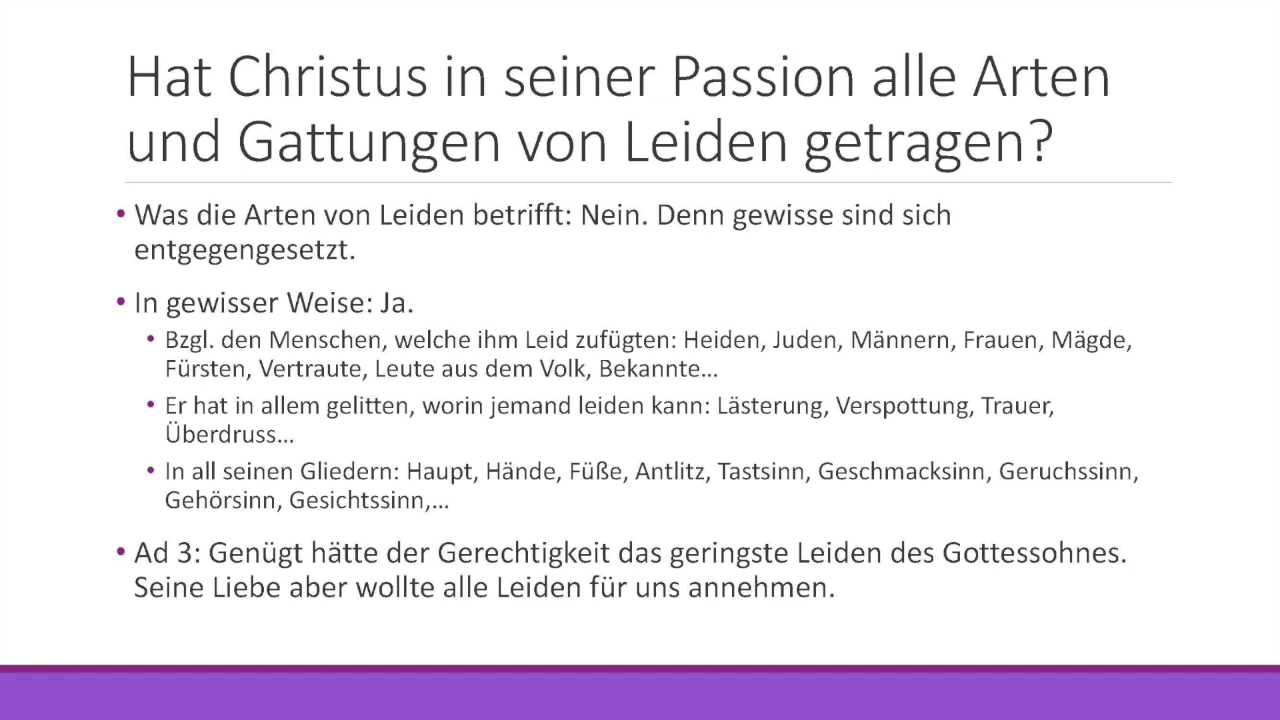 Hat Christus in seiner Passion alle Arten
und Gattungen von Leiden getragen?
• Was die Arten von Leiden betrifft: Nein. Denn gewisse sind sich
entgegengesetzt.
• In gewisser Weise: Ja.
• Bzgl. den Menschen, welche ihm Leid zufügten: Heiden, Juden, Männern, Frauen, Mägde,
Fürsten, Vertraute, Leute aus dem Volk, Bekannte…
• Er hat in allem gelitten, worin jemand leiden kann: Lästerung, Verspottung, Trauer,
Überdruss…
• In all seinen Gliedern: Haupt, Hände, Füße, Antlitz, Tastsinn, Geschmacksinn, Geruchssinn,
Gehörsinn, Gesichtssinn,…
• Ad 3: Genügt hätte der Gerechtigkeit das geringste Leiden des Gottessohnes.
Seine Liebe aber wollte alle Leiden für uns annehmen.